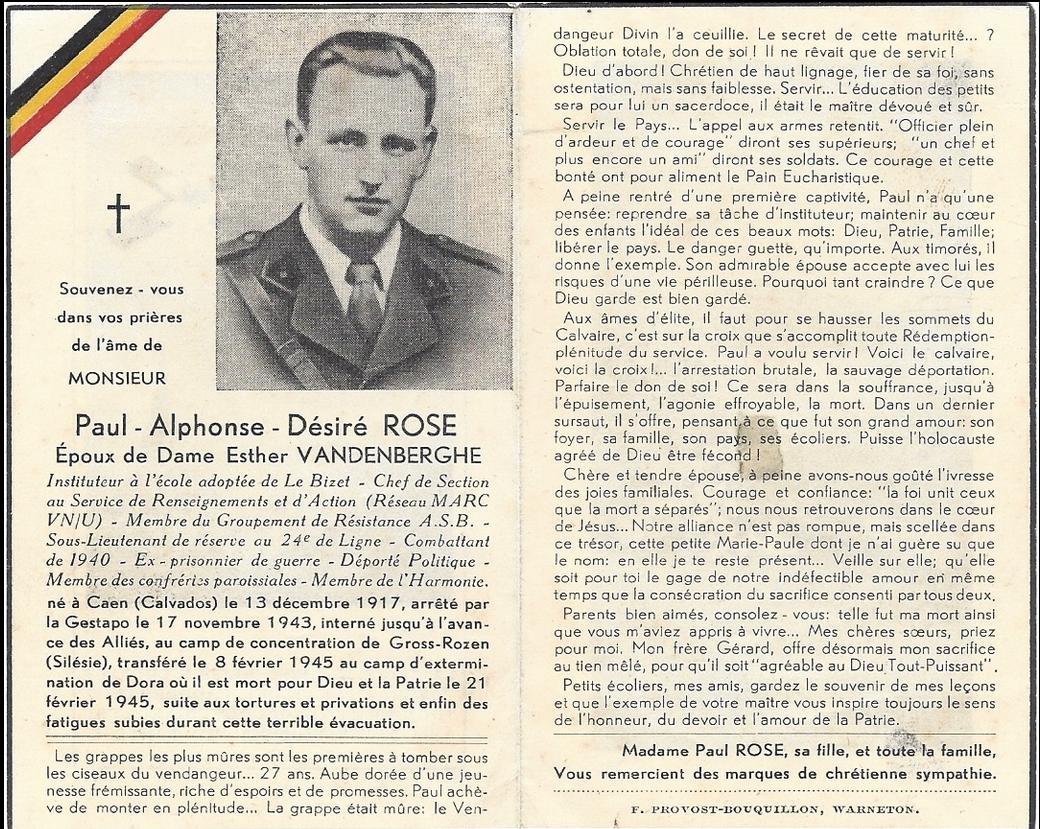 Souvenez - vous
dans vos prières
de l'âme de
MONSIEUR
Paul - Alphonse - Désiré ROSE
Époux de Dame Esther VANDENBERGHE
Instituteur à l'école adoptée de Le Bizet - Chef de Section
au Service de Renseignements et d'Action (Réseau MARC
VN/U) - Membre du Groupement de Résistance A.S.B. -
Sous-Lieutenant de réserve au 24e de Ligne - Combattant
de 1940 - Ex-prisonnier de guerre - Déporté Politique -
Membre des confréries paroissiales - Membre de l'Harmonie.
né à Caen (Calvados) le 13 décembre 1917, arrêté par
la Gestapo le 17 novembre 1943, interné jusqu'à l'avan-
ce des Alliés, au camp de concentration de Gross-Rozen
(Silésie), transféré le 8 février 1945 au camp d'extermi-
nation de Dora où il est mort pour Dieu et la Patrie le 21
février 1945, suite aux tortures et privations et enfin des
fatigues subies durant cette terrible évacuation.
Les grappes les plus mûres sont les premières à tomber sous
les ciseaux du vendangeur... 27 ans. Aube dorée d'une jeu-
nesse frémissante, riche d'espoirs et de promesses. Paul achè-
ve de monter en plénitude... La grappe était mûre: le Ven-
dangeur Divin l'a ceuillie. Le secret de cette maturité... ?
Oblation totale, don de soi ! Il ne rêvait que de servir !
Dieu d'abord! Chrétien de haut lignage, fier de sa foi, sans
ostentation, mais sans faiblesse. Servir... L'éducation des petits
sera pour lui un sacerdoce, il était le maître dévoué et sûr.
Servir le Pays... L'appel aux armes retentit. "Officier plein
d'ardeur et de courage" diront ses supérieurs; "un chef et
plus encore un ami" diront ses soldats. Ce courage et cette
bonté ont pour aliment le Pain Eucharistique.
A peine rentré d'une première captivité, Paul n'a qu'une
pensée: reprendre sa tâche d'instituteur; maintenir au cœur
des enfants l'idéal de ces beaux mots: Dieu, Patrie, Famille;
libérer le pays. Le danger guette, qu'importe. Aux timorés, il
donne l'exemple. Son admirable épouse accepte avec lui les
risques d'une vie périlleuse. Pourquoi tant craindre ? Ce que
Dieu garde est bien gardé.
Aux âmes d'élite, il faut pour se hausser les sommets du
Calvaire, c'est sur la croix que s'accomplit toute Rédemption-
plénitude du service. Paul a voulu servir! Voici le calvaire,
voici la croix!... l'arrestation brutale, la sauvage déportation.
Parfaire le don de soi! Ce sera dans la souffrance, jusqu'à
l'épuisement, l'agonie effroyable, la mort. Dans un dernier
sursaut, il s'offre, pensant à ce que fut son grand amour: son
foyer, sa famille, son pays, ses écoliers. Puisse l'holocauste
agréé de Dieu être fécond !
Chère et tendre épouse, à peine avons-nous goûté l'ivresse
des joies familiales. Courage et confiance: "la foi unit ceux
que la mort a séparés"; nous nous retrouverons dans le cœur
de Jésus... Notre alliance n'est pas rompue, mais scellée dans
ce trésor, cette petite Marie-Paule dont je n'ai guère su que
le nom: en elle je te reste présent... Veille sur elle; qu'elle
soit pour toi le gage de notre indéfectible amour en même
temps que la consécration du sacrifice consenti par tous deux.
Parents bien aimés, consolez - vous: telle fut ma mort ainsi
que vous m'aviez appris à vivre... Mes chères sœurs, priez
pour moi. Mon frère Gérard, offre désormais mon sacrifice
au tien mêlé, pour qu'il soit "agréable au Dieu Tout-Puissant".
Petits écoliers, mes amis, gardez le souvenir de mes leçons
et que l'exemple de votre maître vous inspire toujours le sens
de l'honneur, du devoir et l'amour de la Patrie.
Madame Paul ROSE, sa fille, et toute la famille,
Vous remercient des marques de chrétienne sympathie.
F. PROVOST-BOUQUILLON, WARNETON.